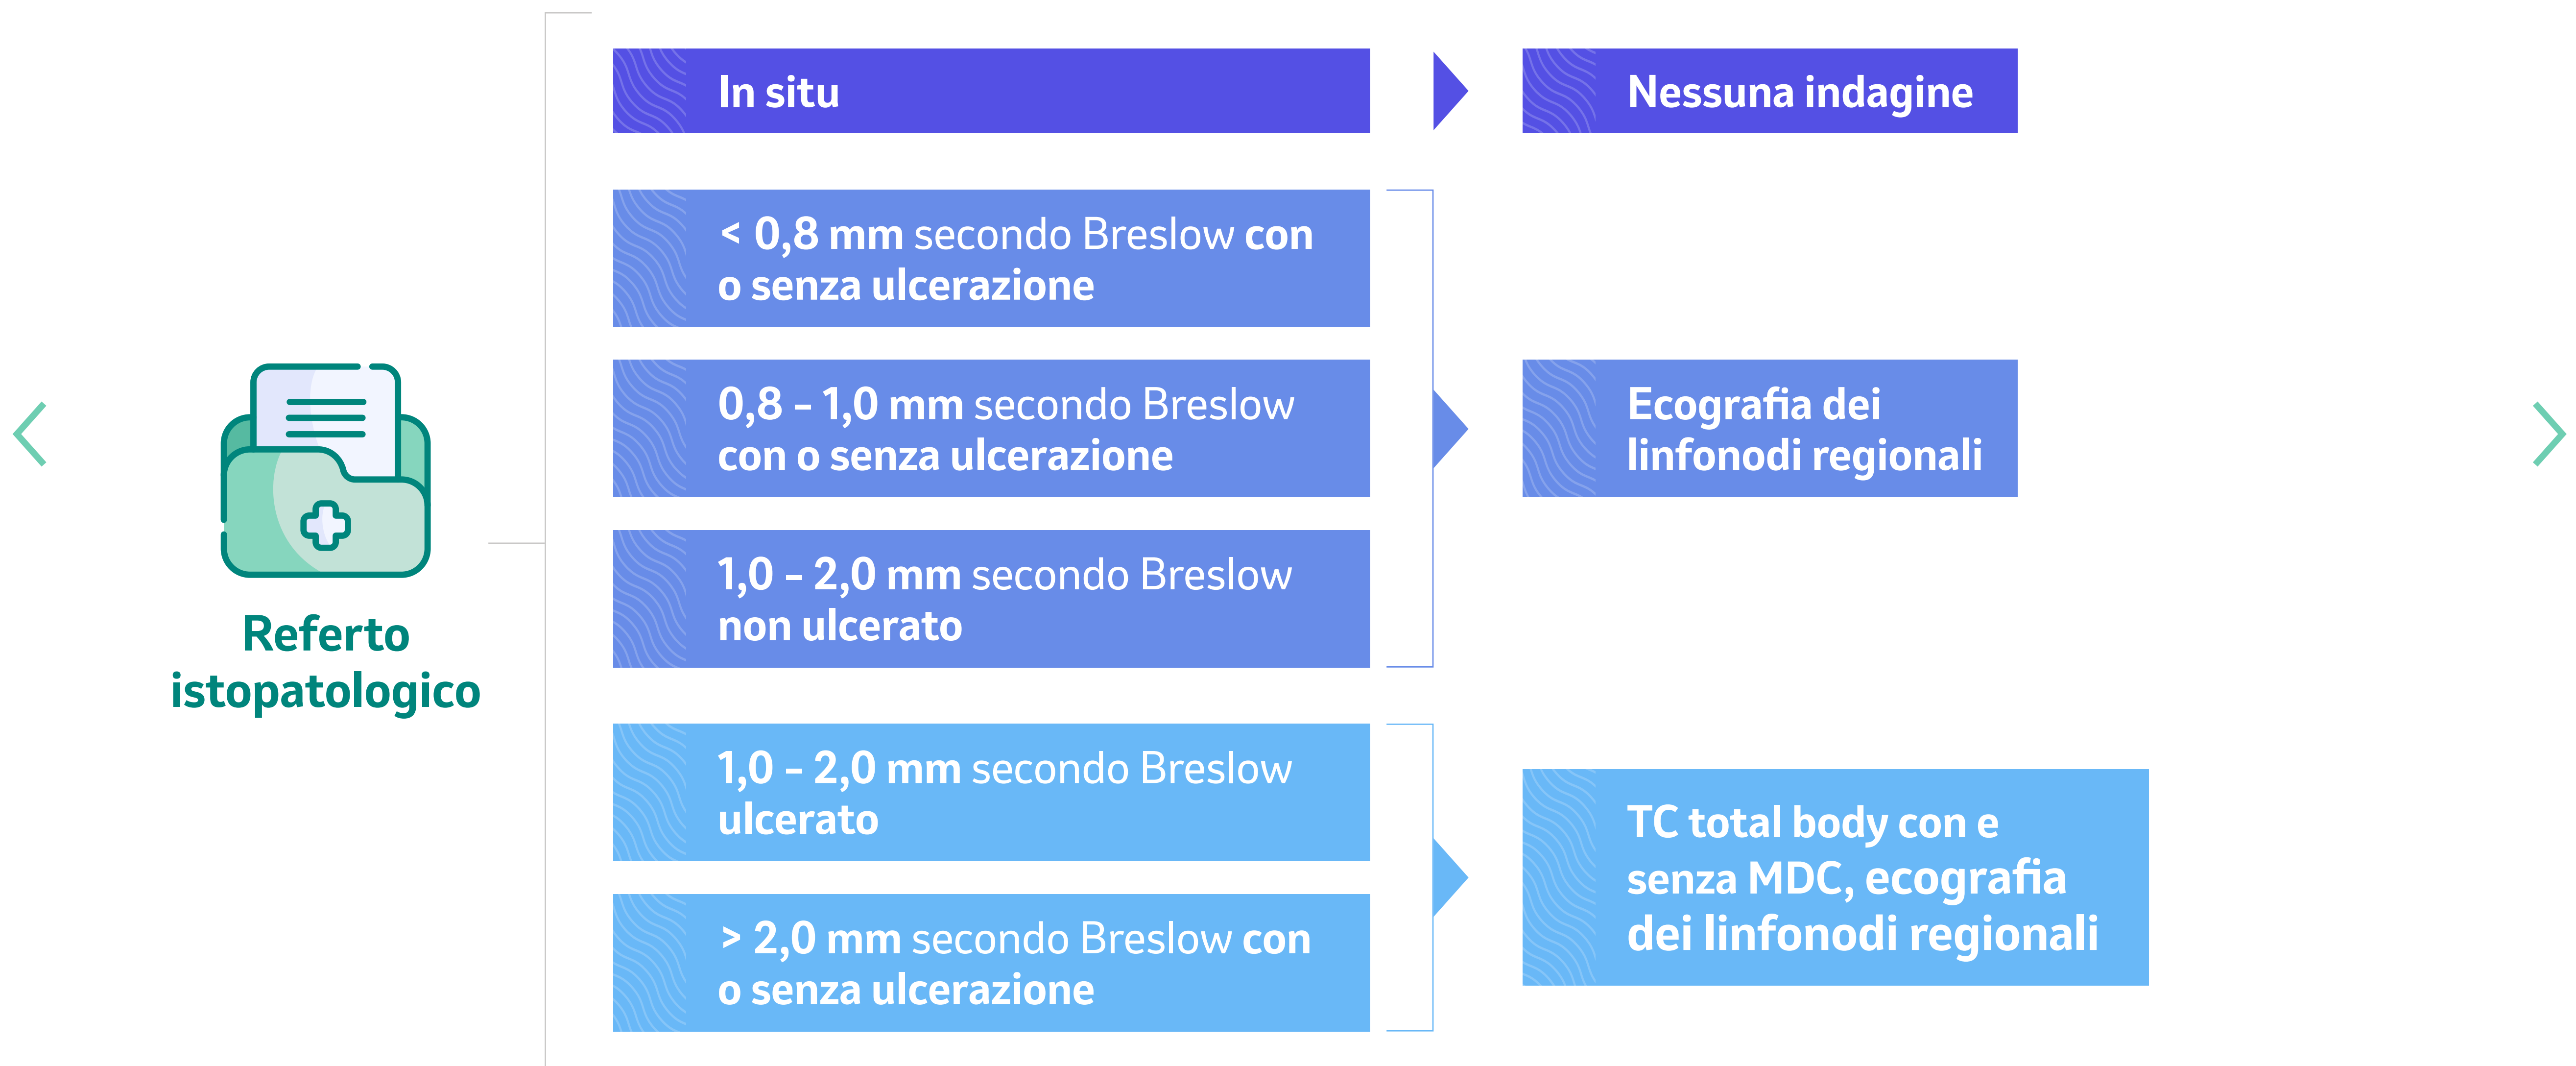 Referto
istopatologico
In situ
Nessuna indagine
< 0,8 mm secondo Breslow con
o senza ulcerazione
0,8 – 1,0 mm secondo Breslow
con o senza ulcerazione
1,0 – 2,0 mm secondo Breslow
non ulcerato
Ecografia dei
linfonodi regionali
1,0 – 2,0 mm secondo Breslow
ulcerato
> 2,0 mm secondo Breslow con
o senza ulcerazione
TC total body con e
senza MDC, ecografia
dei linfonodi regionali